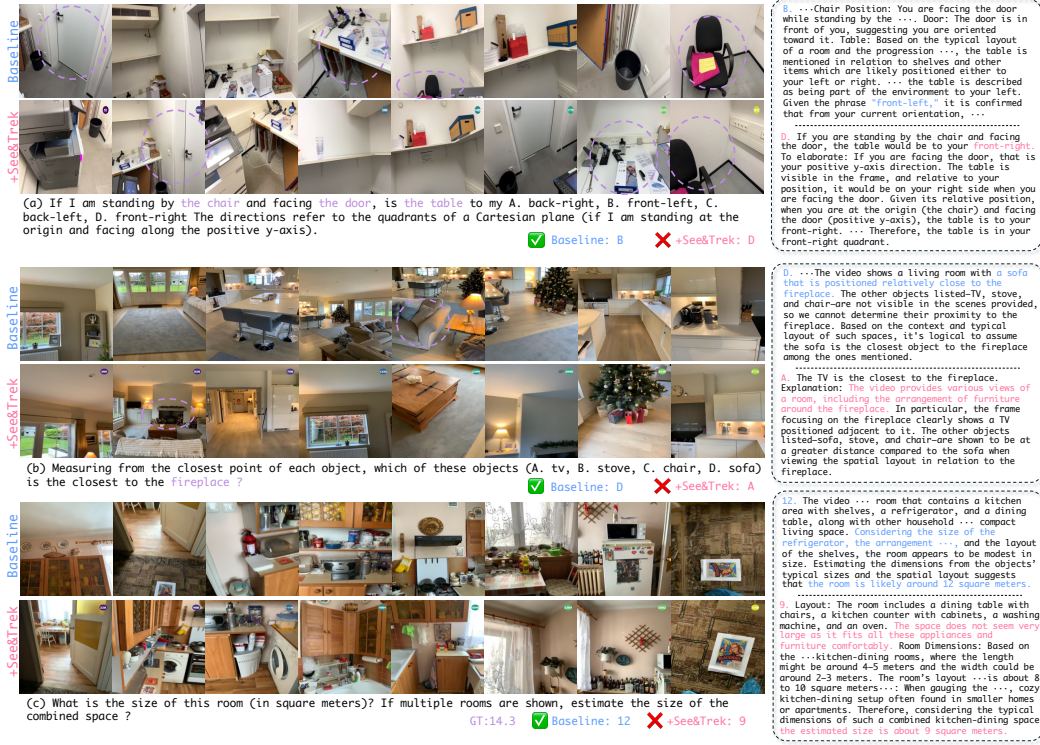 Baseline
+See&Trek
(a) If I am standing by the chair and facing the door, is the table to my A. back-right, B. front-left, C.
back-left, D. front-right The directions refer to the quadrants of a Cartesian plane (if I am standing at the
origin and facing along the positive y-axis).
✅ Baseline: B ❌ +See&Trek: D
B. ···Chair Position: You are facing the door
while standing by the ···. Door: The door is in
front of you, suggesting you are oriented
toward it. Table: Based on the typical layout
of a room and the progression ···, the table is
mentioned in relation to shelves and other
items which are likely positioned either to
your left or right. ··· the table is described
as being part of the environment to your left.
Given the phrase "front-left," it is confirmed
that from your current orientation, ···
D. If you are standing by the chair and facing
the door, the table would be to your front-right.
To elaborate: If you are facing the door, that is
your positive y-axis direction. The table is
visible in the frame, and relative to your
position, it would be on your right side when you
are facing the door. Given its relative position,
when you are at the origin (the chair) and facing
the door (positive y-axis), the table is to your
front-right. ··· Therefore, the table is in your
front-right quadrant.
Baseline
+See&Trek
(b) Measuring from the closest point of each object, which of these objects (A. tv, B. stove, C. chair, D. sofa)
is the closest to the fireplace ?
✅ Baseline: D ❌ +See&Trek: A
D. ···The video shows a living room with a sofa
that is positioned relatively close to the
fireplace. The other objects listed—TV, stove,
and chair—are not visible in the scenes provided,
so we cannot determine their proximity to the
fireplace. Based on the context and typical
layout of such spaces, it's logical to assume
the sofa is the closest object to the fireplace
among the ones mentioned.
A. The TV is the closest to the fireplace.
Explanation: The video provides various views of
a room, including the arrangement of furniture
around the fireplace. In particular, the frame
focusing on the fireplace clearly shows a TV
positioned adjacent to it. The other objects
listed—sofa, stove, and chair—are shown to be at
a greater distance compared to the sofa when
viewing the spatial layout in relation to the
fireplace.
Baseline
+See&Trek
(c) What is the size of this room (in square meters)? If multiple rooms are shown, estimate the size of the
combined space ?
GT:14.3 ✅ Baseline: 12 ❌ +See&Trek: 9
12. The video ··· room that contains a kitchen
area with shelves, a refrigerator, and a dining
table, along with other household ··· compact
living space. Considering the size of the
refrigerator, the arrangement ···, and the layout
of the shelves, the room appears to be modest in
size. Estimating the dimensions from the objects'
typical sizes and the spatial layout suggests
that the room is likely around 12 square meters.
9. Layout: The room includes a dining table with
chairs, a kitchen counter with cabinets, a washing
machine, and an oven. The space does not seem very
large as it fits all these appliances and
furniture comfortably. Room Dimensions: Based on
the ···kitchen-dining rooms, where the length
might be around 4—5 meters and the width could be
around 2—3 meters. The room's layout ···is about 8
to 10 square meters···: When gauging the ···, cozy
kitchen-dining setup often found in smaller homes
or apartments. Therefore, considering the typical
dimensions of such a combined kitchen-dining space
the estimated size is about 9 square meters.